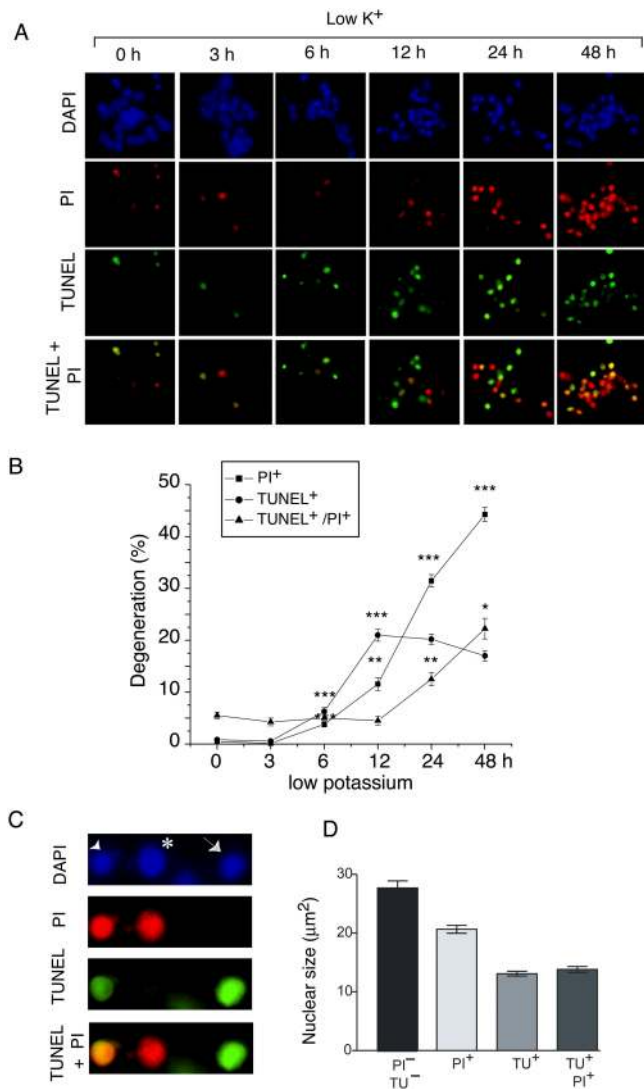 A
Low K+
0 h 3 h 6 h 12 h 24 h 48 h
DAPI
PI
TUNEL
TUNEL +
PI
B
PI+
TUNEL+
TUNEL+ /PI+
Degeneration (%)
50
40
30
20
10
0
***
***
***
*
**
**
***
***
0 3 6 12 24 48 h
low potassium
C
*
DAPI
PI
TUNEL
TUNEL
+ PI
D
Nuclear size (μm2)
30
20
10
0
PI− PI+ TU+ TU+
TU− PI+